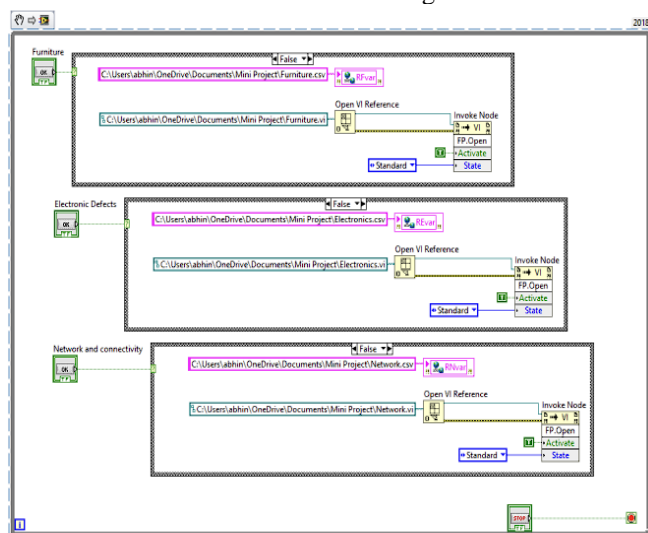 2018
Furniture
False
OK
TF
C:\Users\abhin\OneDrive\Documents\Mini Project\Furniture.csv
RFvar
Open VI Reference
C:\Users\abhin\OneDrive\Documents\Mini Project\Furniture.vi
Invoke Node
VI
FP.Open
T
Activate
Standard
State
Electronic Defects
False
OK
TF
C:\Users\abhin\OneDrive\Documents\Mini Project\Electronics.csv
REvar
Open VI Reference
C:\Users\abhin\OneDrive\Documents\Mini Project\Electronics.vi
Invoke Node
VI
FP.Open
T
Activate
Standard
State
Network and connectivity
False
OK
TF
C:\Users\abhin\OneDrive\Documents\Mini Project\Network.csv
RNvar
Open VI Reference
C:\Users\abhin\OneDrive\Documents\Mini Project\Network.vi
Invoke Node
VI
FP.Open
T
Activate
Standard
State
STOP
TF
i